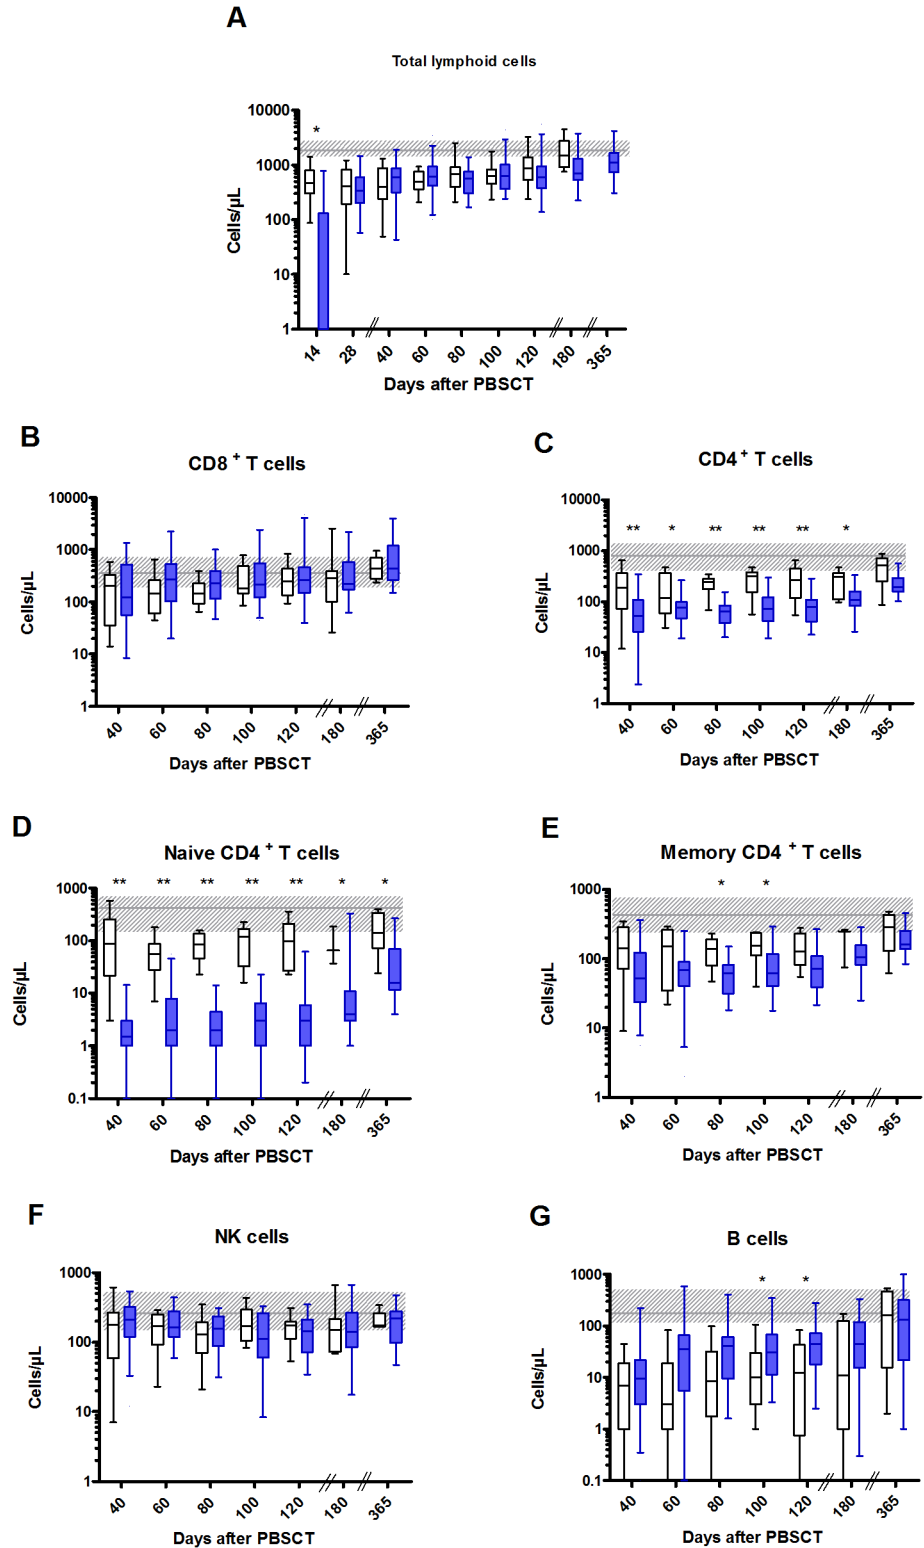 A
Total lymphoid cells
*
10000
1000
100
10
1
Cells/µL
14 28 40 60 80 100 120 180 365
Days after PBSCT
B
CD8 + T cells
10000
1000
100
10
1
Cells/µL
40 60 80 100 120 180 365
Days after PBSCT
C
CD4+ T cells
** * ** ** ** *
10000
1000
100
10
1
Cells/µL
40 60 80 100 120 180 365
Days after PBSCT
D
Naive CD4 + T cells
** ** ** ** ** * *
1000
100
10
1
0.1
Cells/µL
40 60 80 100 120 180 365
Days after PBSCT
E
Memory CD4 + T cells
* *
1000
100
10
1
Cells/µL
40 60 80 100 120 180 365
Days after PBSCT
F
NK cells
1000
100
10
1
Cells/µL
40 60 80 100 120 180 365
Days after PBSCT
G
B cells
* *
1000
100
10
1
0.1
Cells/µL
40 60 80 100 120 180 365
Days after PBSCT